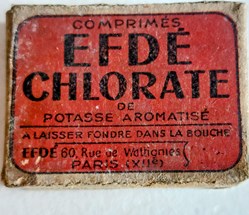 COMPRIMÉS
EFDÉ
CHLORATE
DE
POTASSE AROMATISÉ
A LAISSER FONDRE DANS LA BOUCHE
EFDÉ 60, Rue de Wattignies
PARIS (XIIe)